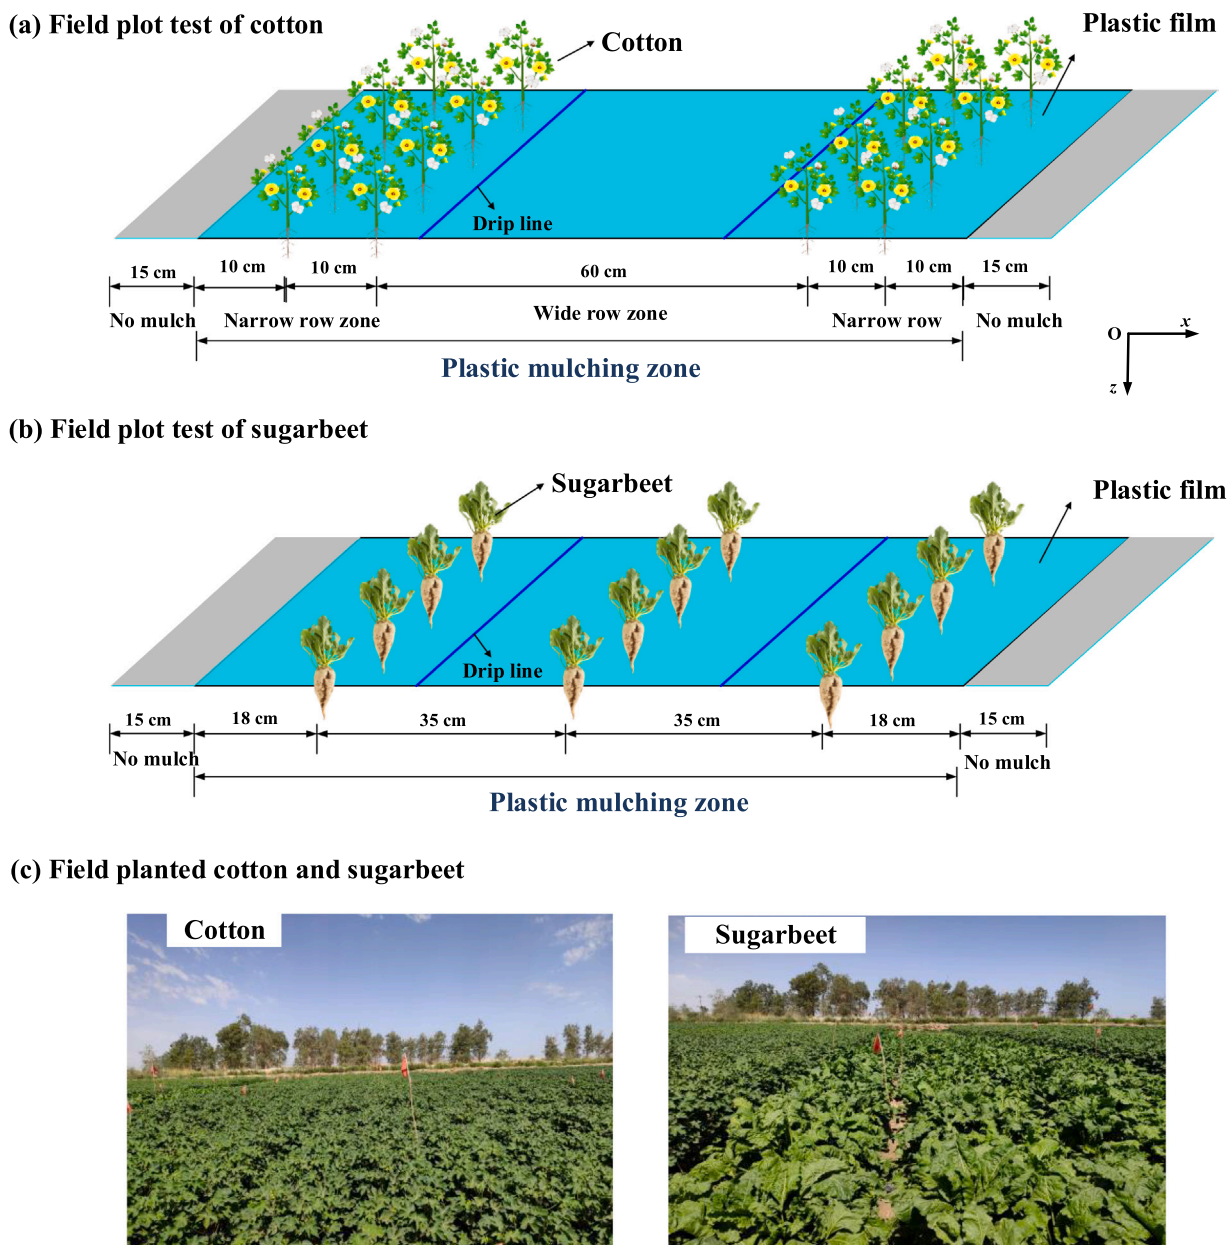 (a) Field plot test of cotton
Cotton
Plastic film
Drip line
15 cm
10 cm
10 cm
60 cm
10 cm
10 cm
15 cm
No mulch
Narrow row zone
Wide row zone
Narrow row
No mulch
Plastic mulching zone
O
x
z
(b) Field plot test of sugarbeet
Sugarbeet
Plastic film
Drip line
15 cm
18 cm
35 cm
35 cm
18 cm
15 cm
No mulch
No mulch
Plastic mulching zone
(c) Field planted cotton and sugarbeet
Cotton
Sugarbeet